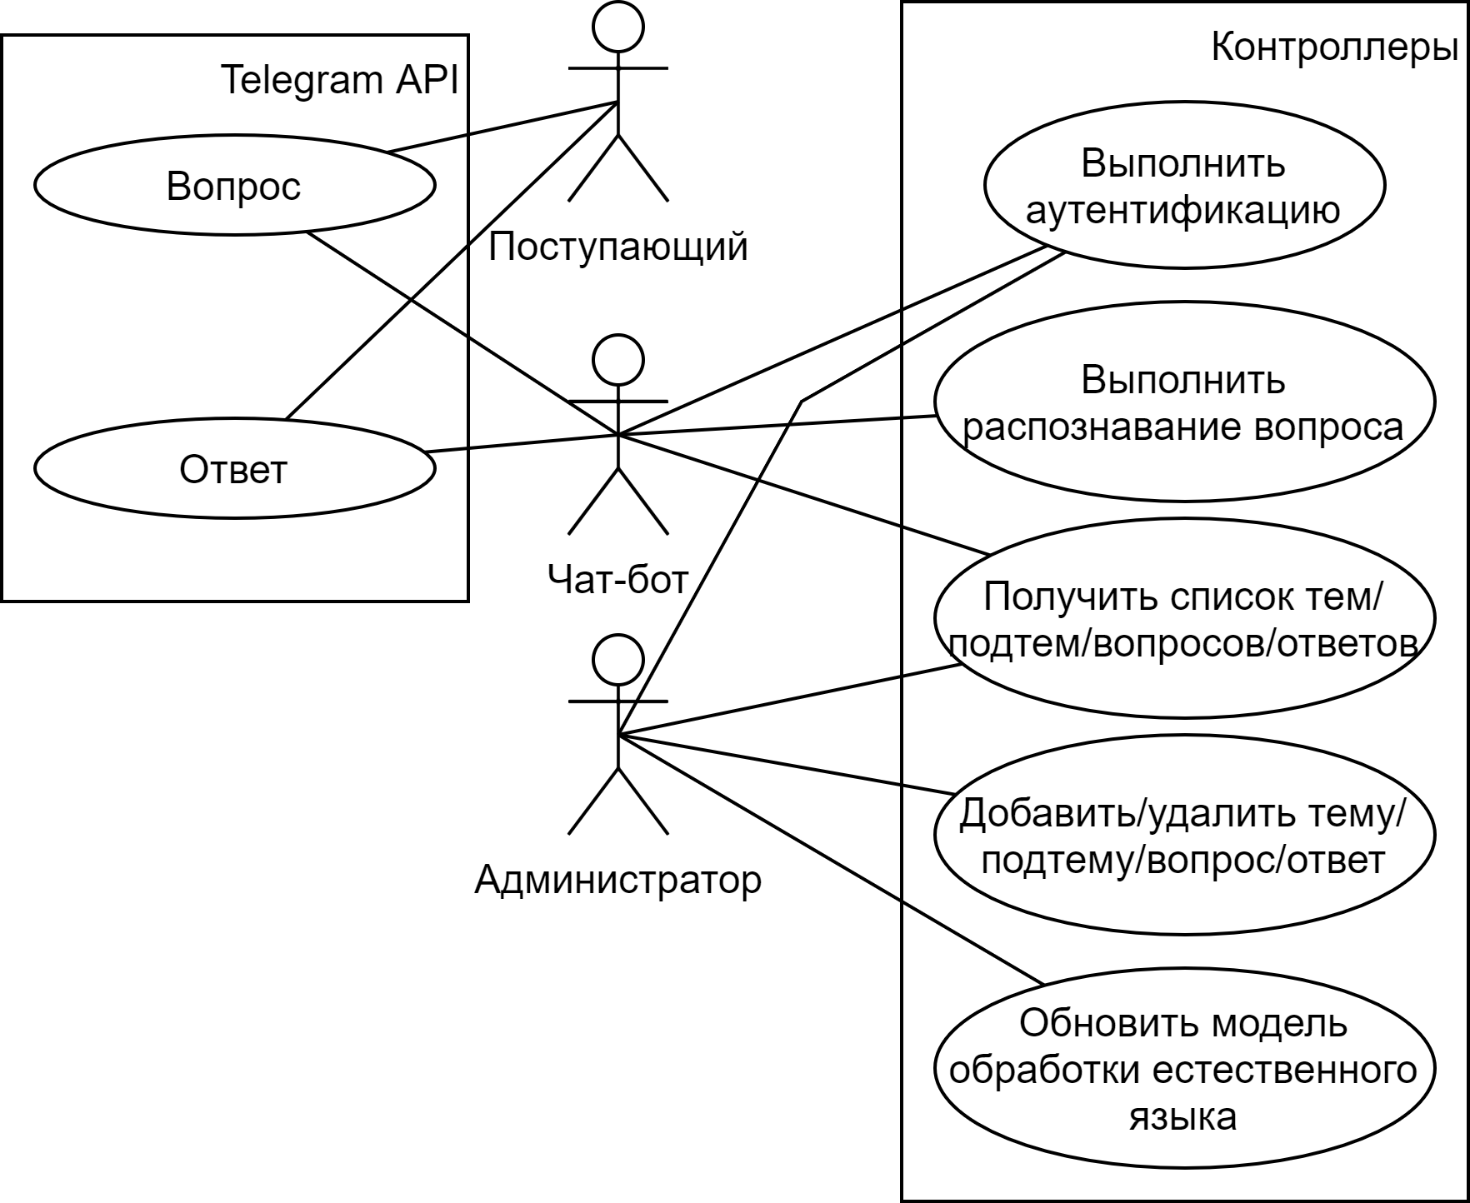 Telegram API
Вопрос
Ответ
Поступающий
Чат-бот
Администратор
Контроллеры
Выполнить
аутентификацию
Выполнить
распознавание вопроса
Получить список тем/
подтем/вопросов/ответов
Добавить/удалить тему/
подтему/вопрос/ответ
Обновить модель
обработки естественного
языка